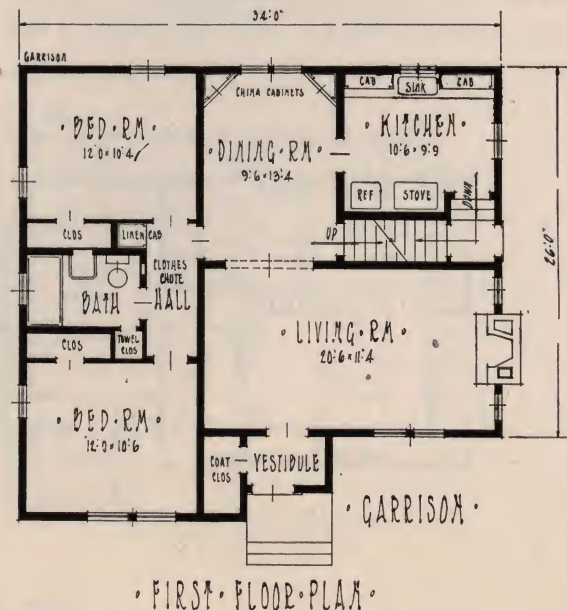 34'-0"
GARRISON
CAB
SINK
CAB
CHINA CABINETS
· BED · RM ·
12'0 x 10'4
· DINING · RM ·
9'6 x 13'4
· KITCHEN ·
10'6 x 9'9
REF
STOVE
DOWN
26'-0"
CLOS
LINEN CAB
UP
CLOTHES
CHUTE
BATH
HALL
· LIVING · RM ·
20'6 x 11'4
CLOS
TOWEL
CLOS
· BED · RM ·
12'0 x 10'6
COAT
CLOS
VESTIBULE
· GARRISON ·
· FIRST · FLOOR · PLAN ·